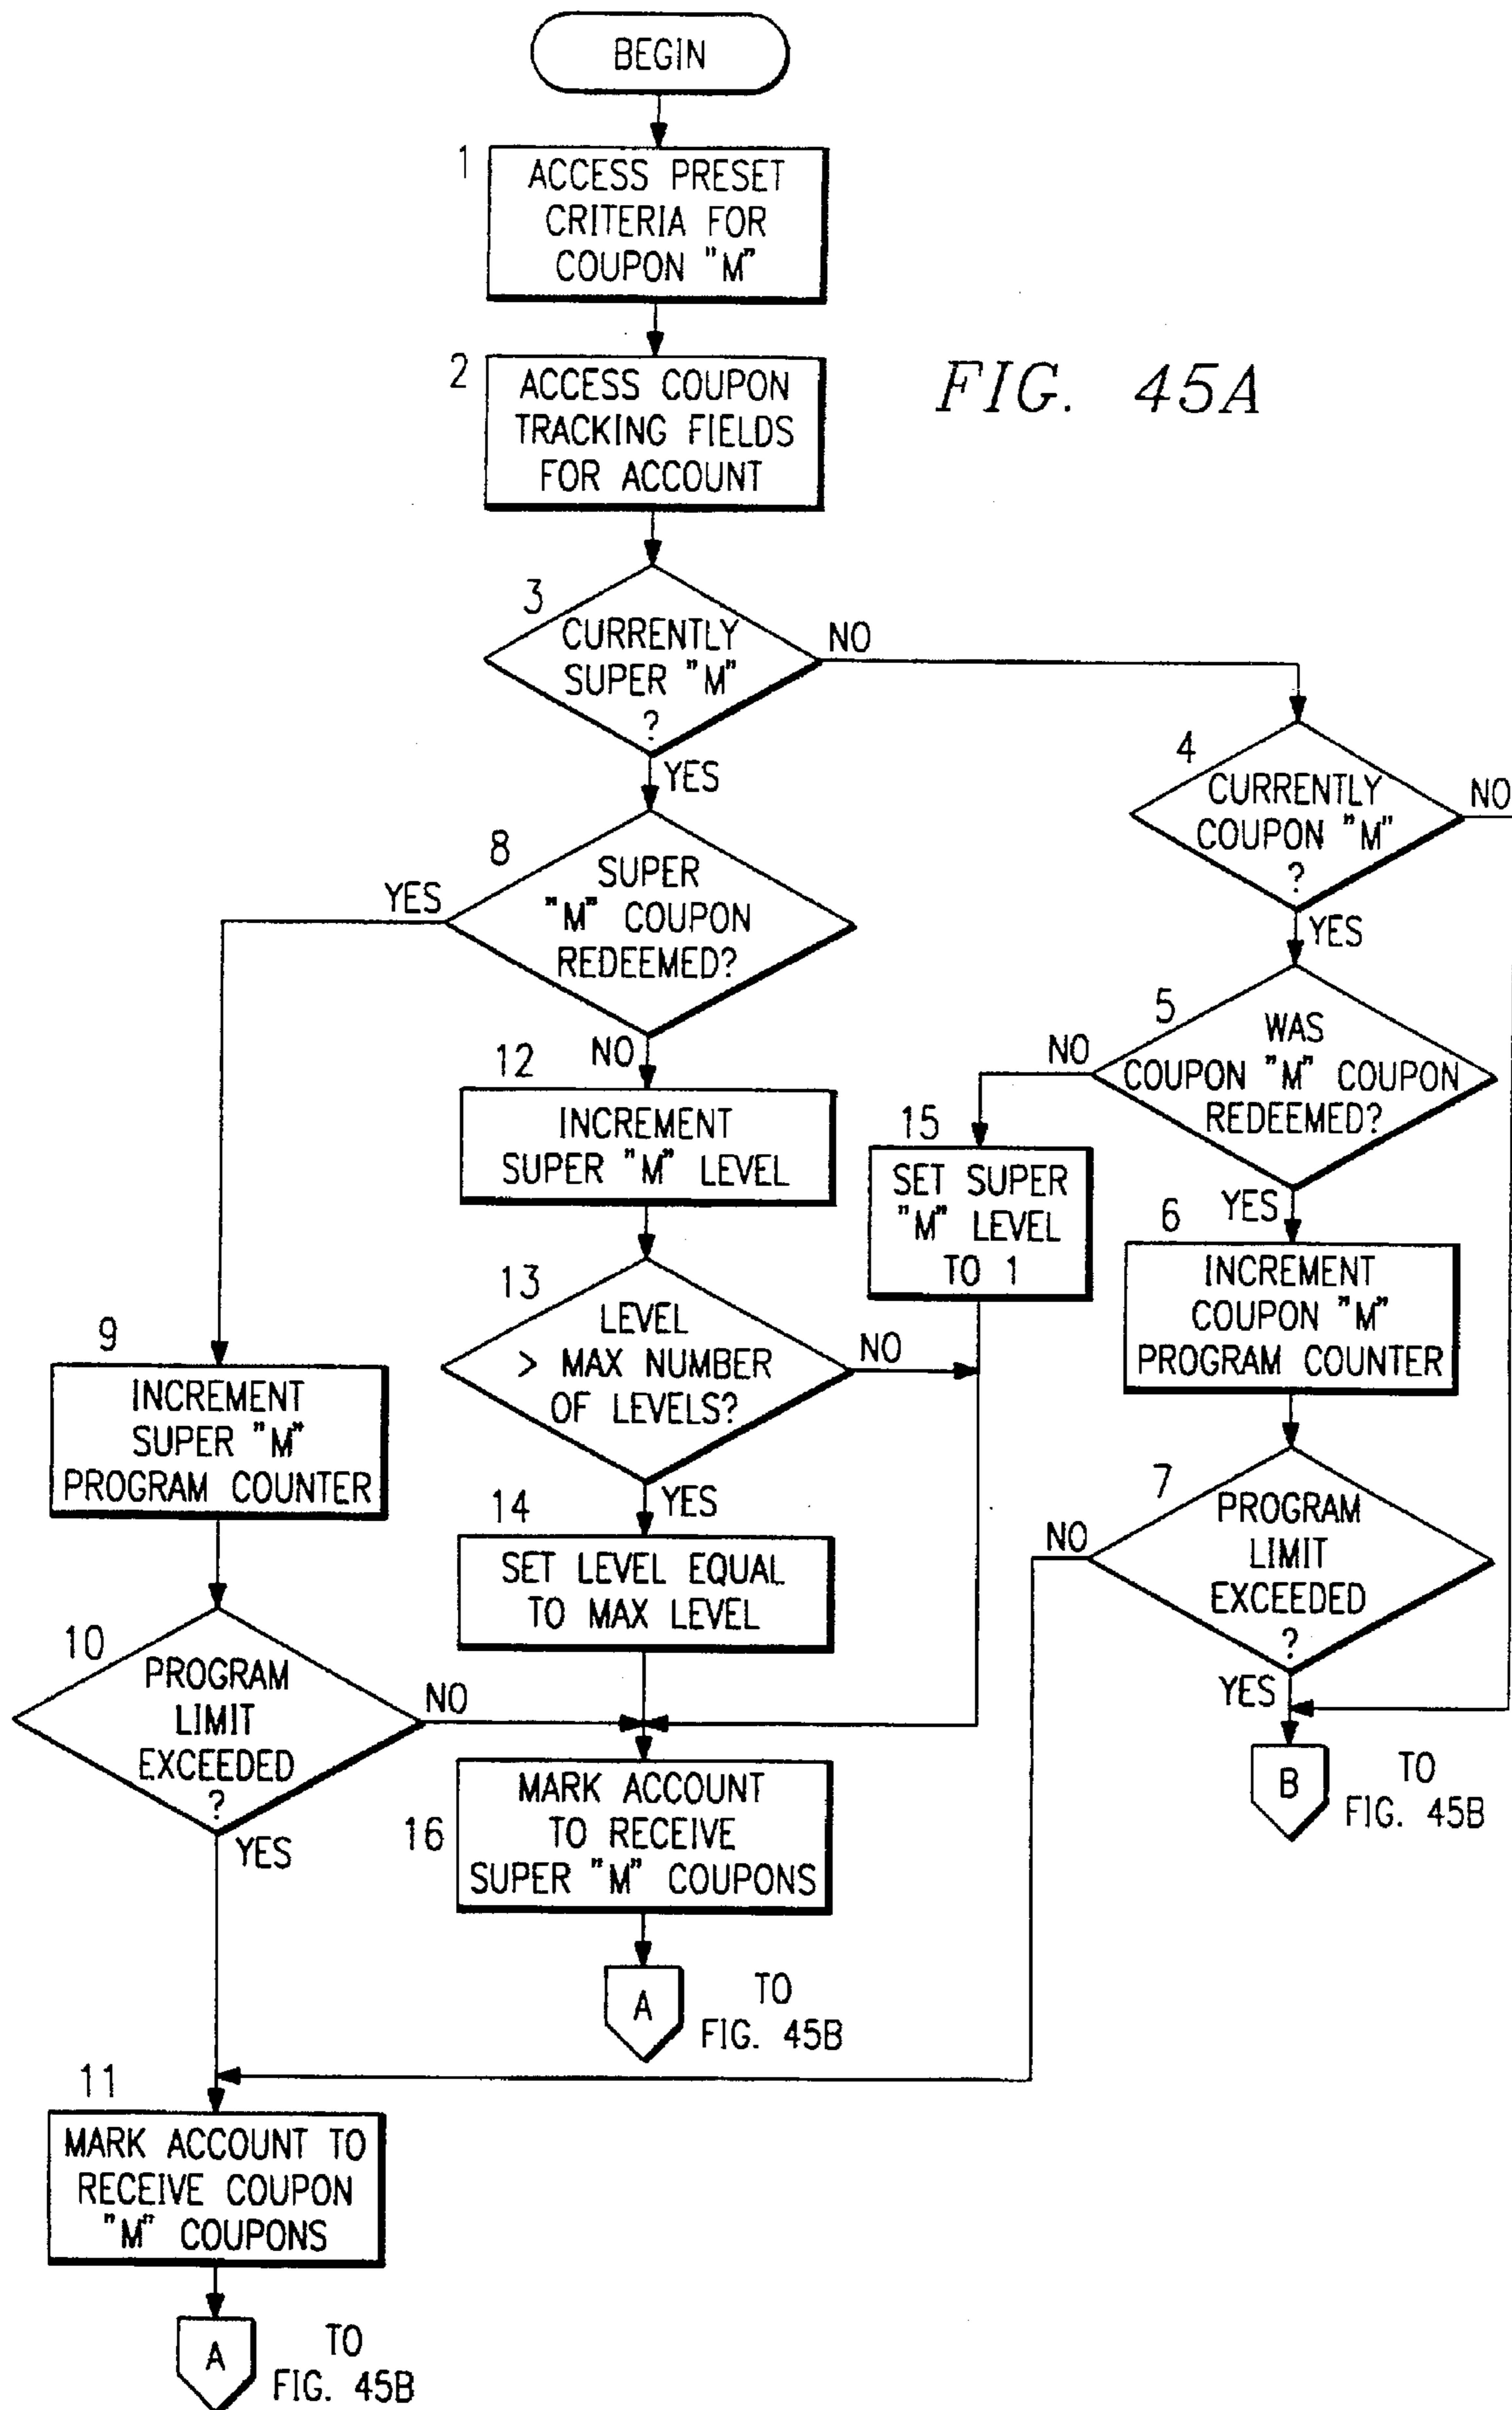 BEGIN
1
ACCESS PRESET
CRITERIA FOR
COUPON "M"
2
ACCESS COUPON
TRACKING FIELDS
FOR ACCOUNT
FIG. 45A
3
CURRENTLY
SUPER "M"
?
NO
YES
4
CURRENTLY
COUPON "M"
?
NO
YES
8
SUPER
"M" COUPON
REDEEMED?
YES
NO
5
WAS
COUPON "M" COUPON
REDEEMED?
NO
YES
12
INCREMENT
SUPER "M" LEVEL
15
SET SUPER
"M" LEVEL
TO 1
6
INCREMENT
COUPON "M"
PROGRAM COUNTER
13
LEVEL
> MAX NUMBER
OF LEVELS?
NO
YES
9
INCREMENT
SUPER "M"
PROGRAM COUNTER
7
PROGRAM
LIMIT
EXCEEDED
?
NO
YES
14
SET LEVEL EQUAL
TO MAX LEVEL
10
PROGRAM
LIMIT
EXCEEDED
?
NO
YES
16
MARK ACCOUNT
TO RECEIVE
SUPER "M" COUPONS
B
TO
FIG. 45B
A
TO
FIG. 45B
11
MARK ACCOUNT TO
RECEIVE COUPON
"M" COUPONS
A
TO
FIG. 45B